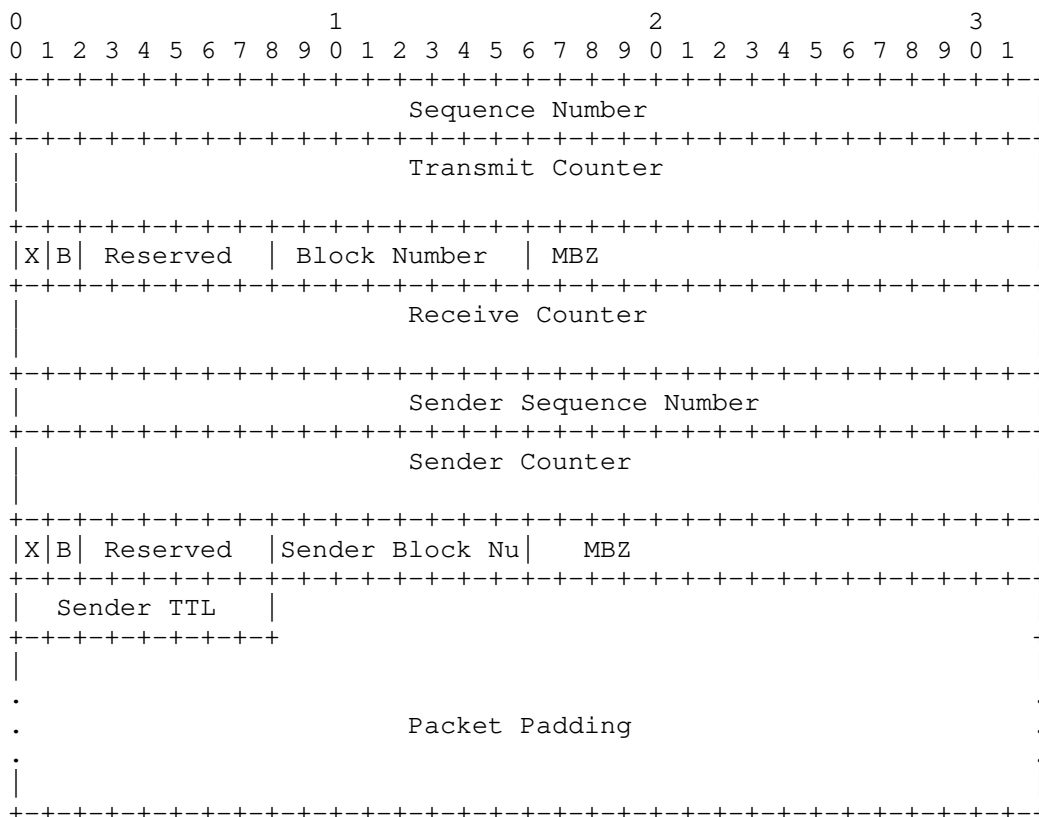 0                   1                   2                   3
0 1 2 3 4 5 6 7 8 9 0 1 2 3 4 5 6 7 8 9 0 1 2 3 4 5 6 7 8 9 0 1
+-+-+-+-+-+-+-+-+-+-+-+-+-+-+-+-+-+-+-+-+-+-+-+-+-+-+-+-+-+-+-+-
|                        Sequence Number
+-+-+-+-+-+-+-+-+-+-+-+-+-+-+-+-+-+-+-+-+-+-+-+-+-+-+-+-+-+-+-+-
|                        Transmit Counter
|
+-+-+-+-+-+-+-+-+-+-+-+-+-+-+-+-+-+-+-+-+-+-+-+-+-+-+-+-+-+-+-+-
|X|B| Reserved  | Block Number  | MBZ
+-+-+-+-+-+-+-+-+-+-+-+-+-+-+-+-+-+-+-+-+-+-+-+-+-+-+-+-+-+-+-+-
|                        Receive Counter
|
+-+-+-+-+-+-+-+-+-+-+-+-+-+-+-+-+-+-+-+-+-+-+-+-+-+-+-+-+-+-+-+-
|                        Sender Sequence Number
+-+-+-+-+-+-+-+-+-+-+-+-+-+-+-+-+-+-+-+-+-+-+-+-+-+-+-+-+-+-+-+-
|                        Sender Counter
|
+-+-+-+-+-+-+-+-+-+-+-+-+-+-+-+-+-+-+-+-+-+-+-+-+-+-+-+-+-+-+-+-
|X|B| Reserved  |Sender Block Nu|   MBZ
+-+-+-+-+-+-+-+-+-+-+-+-+-+-+-+-+-+-+-+-+-+-+-+-+-+-+-+-+-+-+-+-
|  Sender TTL   |
+-+-+-+-+-+-+-+-+                                               -
|
.                                                               .
.                        Packet Padding                         .
.                                                               .
|
+-+-+-+-+-+-+-+-+-+-+-+-+-+-+-+-+-+-+-+-+-+-+-+-+-+-+-+-+-+-+-+-